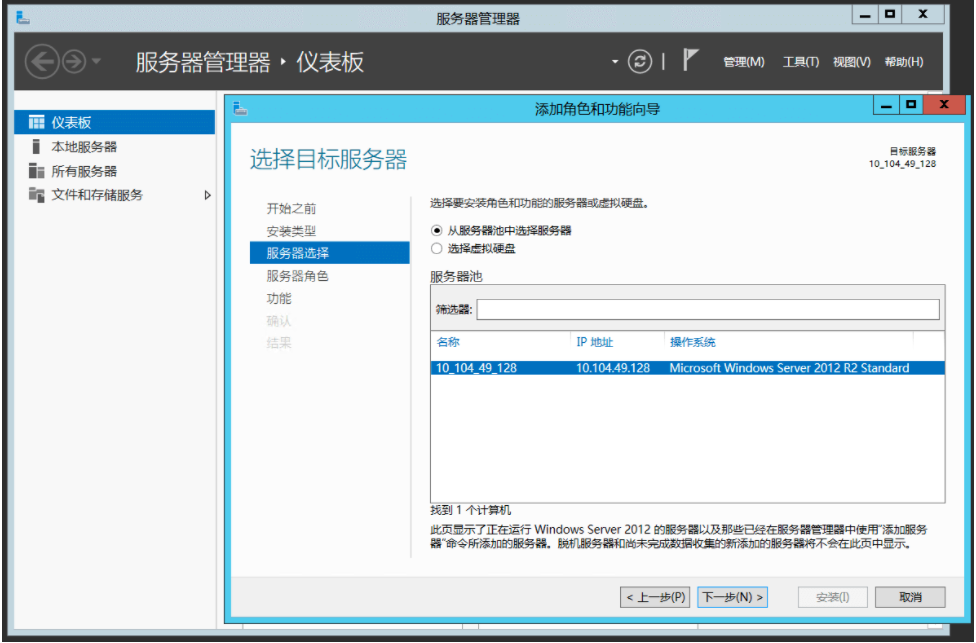 服务器管理器
服务器管理器 · 仪表板
管理(M) 工具(T) 视图(V) 帮助(H)
仪表板
本地服务器
所有服务器
文件和存储服务
添加角色和功能向导
选择目标服务器
目标服务器
10_104_49_128
开始之前
安装类型
服务器选择
服务器角色
功能
确认
结果
选择要安装角色和功能的服务器或虚拟硬盘。
从服务器池中选择服务器
选择虚拟硬盘
服务器池
筛选器:
名称 IP 地址 操作系统
10_104_49_128 10.104.49.128 Microsoft Windows Server 2012 R2 Standard
找到 1 个计算机
此页显示了正在运行 Windows Server 2012 的服务器以及那些已经在服务器管理器中使用"添加服务
器"命令所添加的服务器。脱机服务器和尚未完成数据收集的新添加的服务器将不会在此页中显示。
< 上一步(P) 下一步(N) > 安装(I) 取消